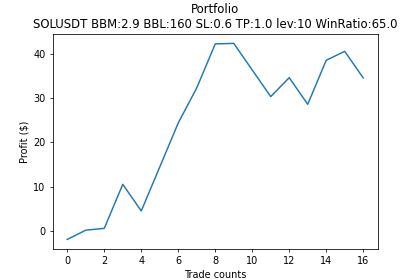 Portfolio
SOLUSDT BBM:2.9 BBL:160 SL:0.6 TP:1.0 lev:10 WinRatio:65.0
40
30
20
10
0
Profit ($)
0 2 4 6 8 10 12 14 16
Trade counts